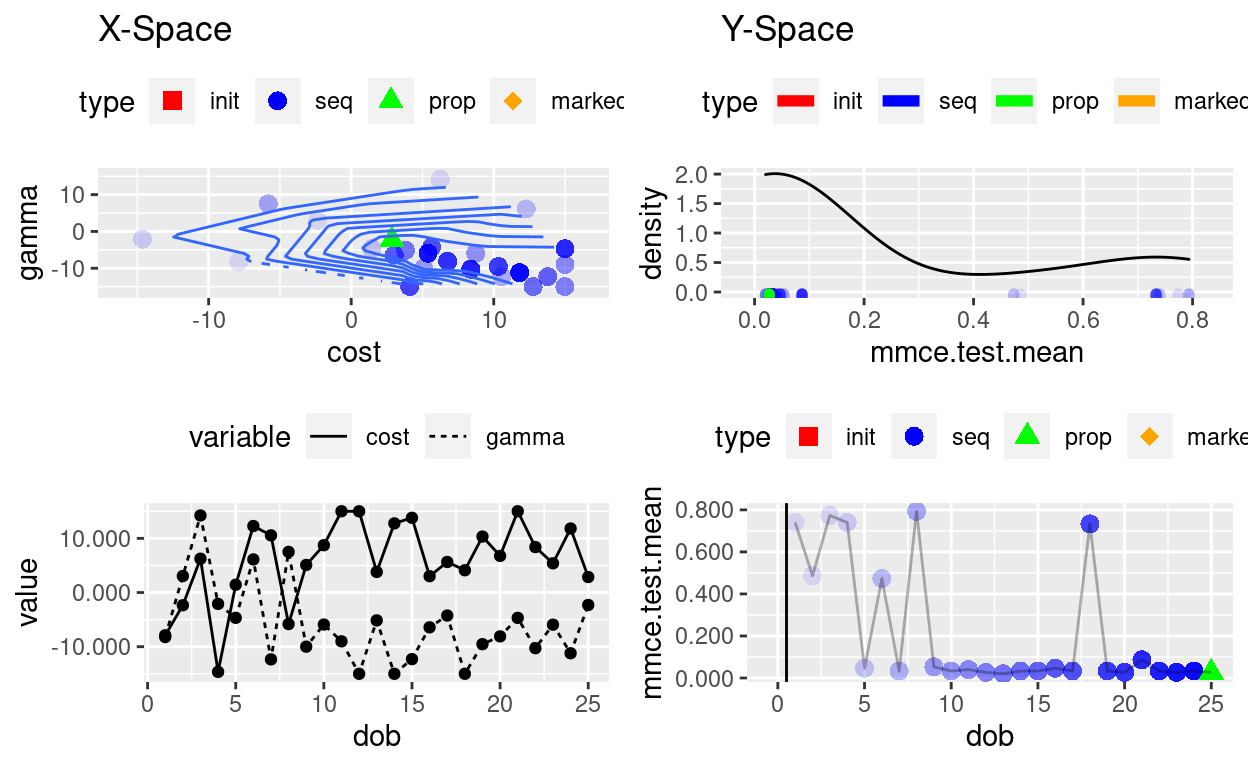 X-Space
type init seq prop marked
gamma
10
0
-10
-10 0 10
cost
Y-Space
type init seq prop marked
density
2.0
1.5
1.0
0.5
0.0
0.0 0.2 0.4 0.6 0.8
mmce.test.mean
variable cost gamma
value
10.000
0.000
-10.000
0 5 10 15 20 25
dob
type init seq prop marke
mmce.test.mean
0.800
0.600
0.400
0.200
0.000
0 5 10 15 20 25
dob